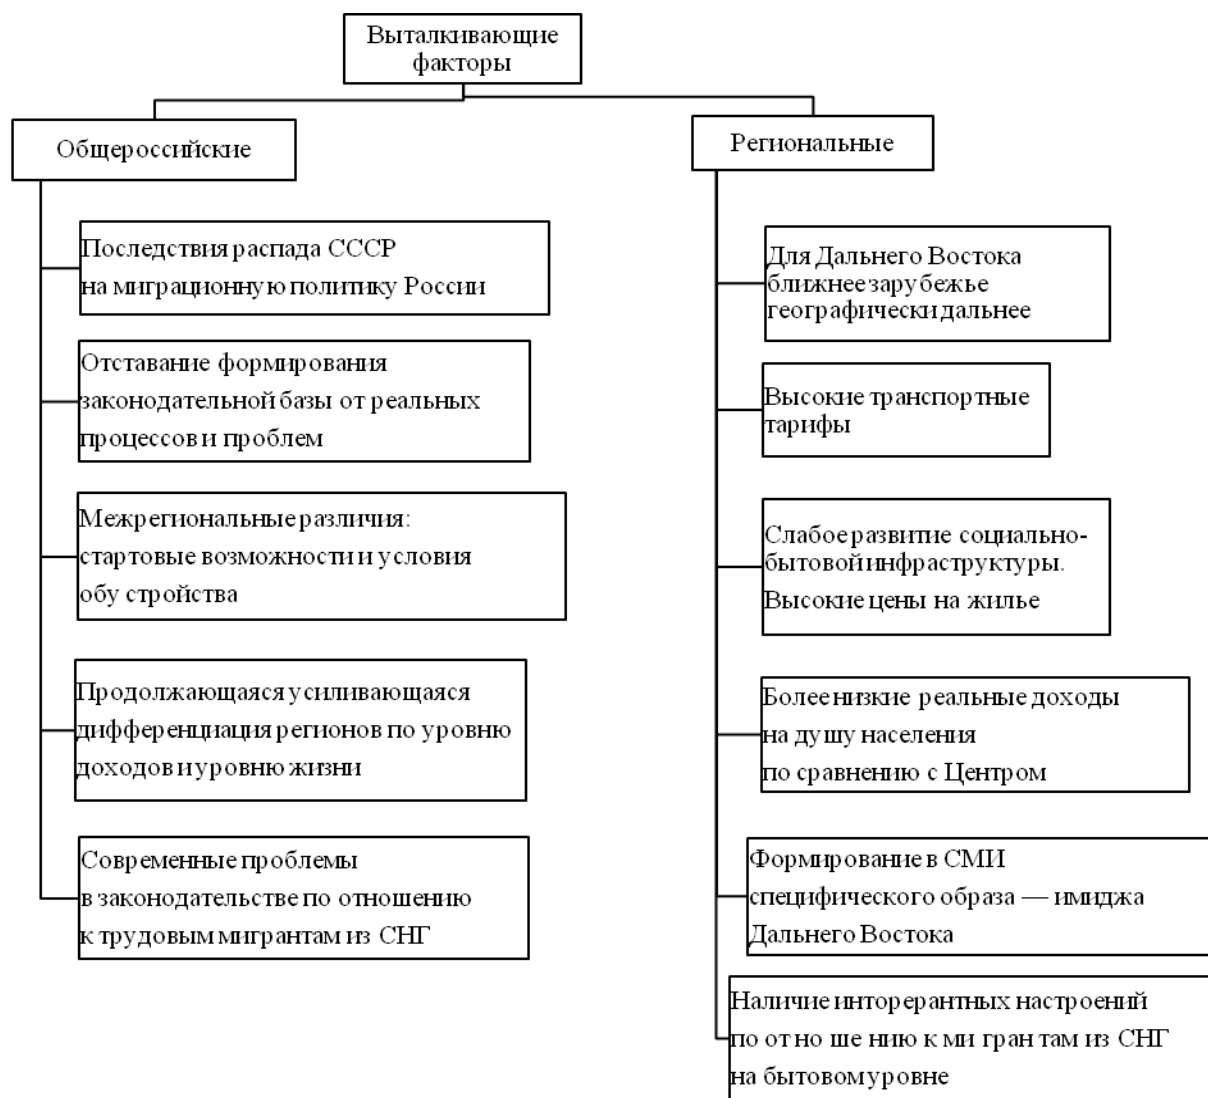 Выталкивающие
факторы
Общероссийские
Последствия распада СССР
на миграционную политику России
Отставание формирования
законодательной базы от реальных
процессов и проблем
Межрегиональные различия:
стартовые возможности и условия
обу стройства
Продолжающаяся усиливающаяся
дифференциация регионов по уровню
доходов и уровню жизни
Современные проблемы
в законодательстве по отношению
к трудовым мигрантам из СНГ
Региональные
Для Дальнего Востока
ближнее зарубежье
географически дальнее
Высокие транспортные
тарифы
Слабое развитие социально-
бытовой инфраструктуры.
Высокие цены на жилье
Более низкие реальные доходы
на душу населения
по сравнению с Центром
Формирование в СМИ
специфического образа — имиджа
Дальнего Востока
Наличие инторерантных настроений
по от но ше нию к ми гран там из СНГ
на бытовом уровне